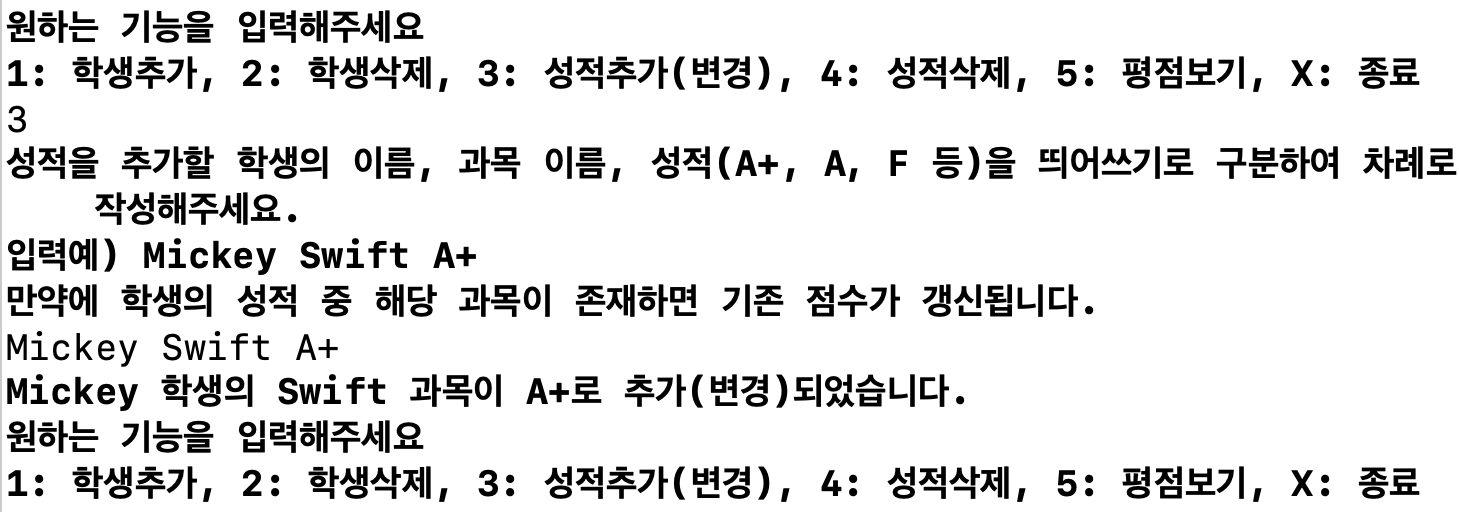 원하는 기능을 입력해주세요
1: 학생추가, 2: 학생삭제, 3: 성적추가(변경), 4: 성적삭제, 5: 평점보기, X: 종료
3
성적을 추가할 학생의 이름, 과목 이름, 성적(A+, A, F 등)을 띄어쓰기로 구분하여 차례로
작성해주세요.
입력예) Mickey Swift A+
만약에 학생의 성적 중 해당 과목이 존재하면 기존 점수가 갱신됩니다.
Mickey Swift A+
Mickey 학생의 Swift 과목이 A+로 추가(변경)되었습니다.
원하는 기능을 입력해주세요
1: 학생추가, 2: 학생삭제, 3: 성적추가(변경), 4: 성적삭제, 5: 평점보기, X: 종료